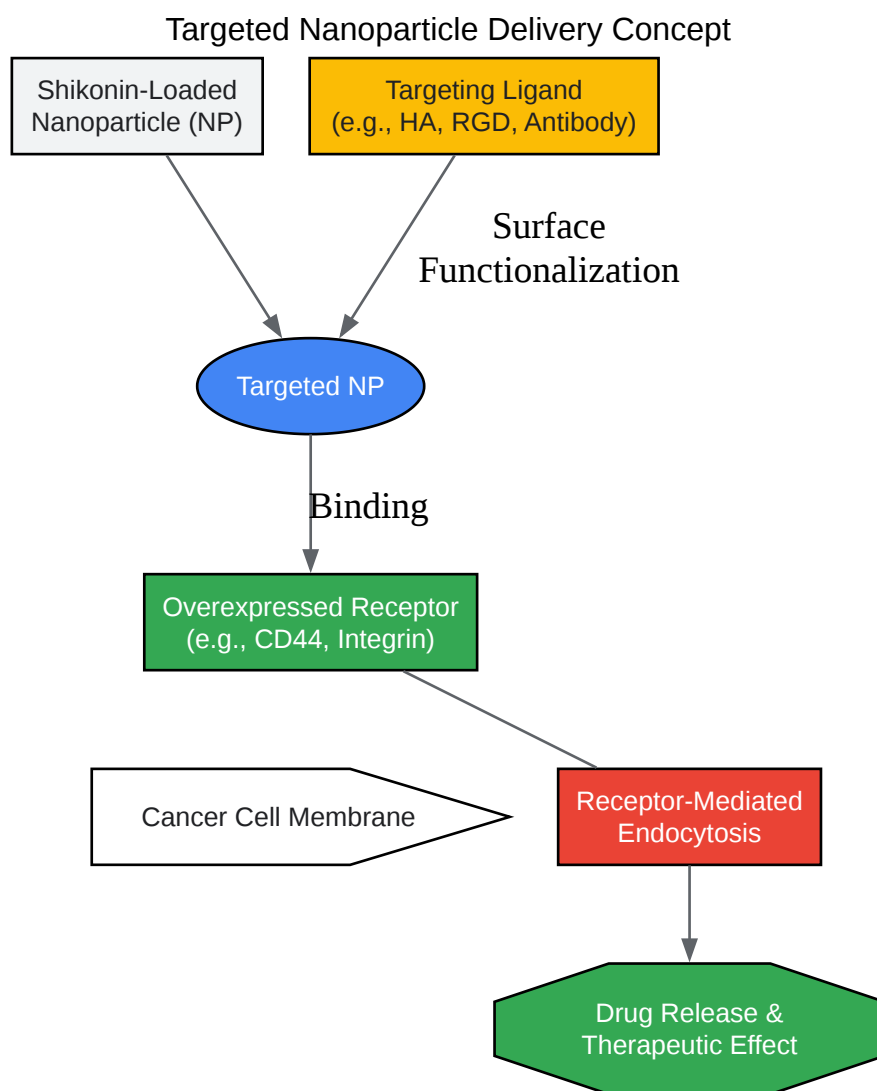 Targeted Nanoparticle Delivery Concept
Shikonin-Loaded
Nanoparticle (NP)
Targeting Ligand
(e.g., HA, RGD, Antibody)
Surface
Functionalization
Targeted NP
Binding
Overexpressed Receptor
(e.g., CD44, Integrin)
Cancer Cell Membrane
Receptor-Mediated
Endocytosis
Drug Release &
Therapeutic Effect